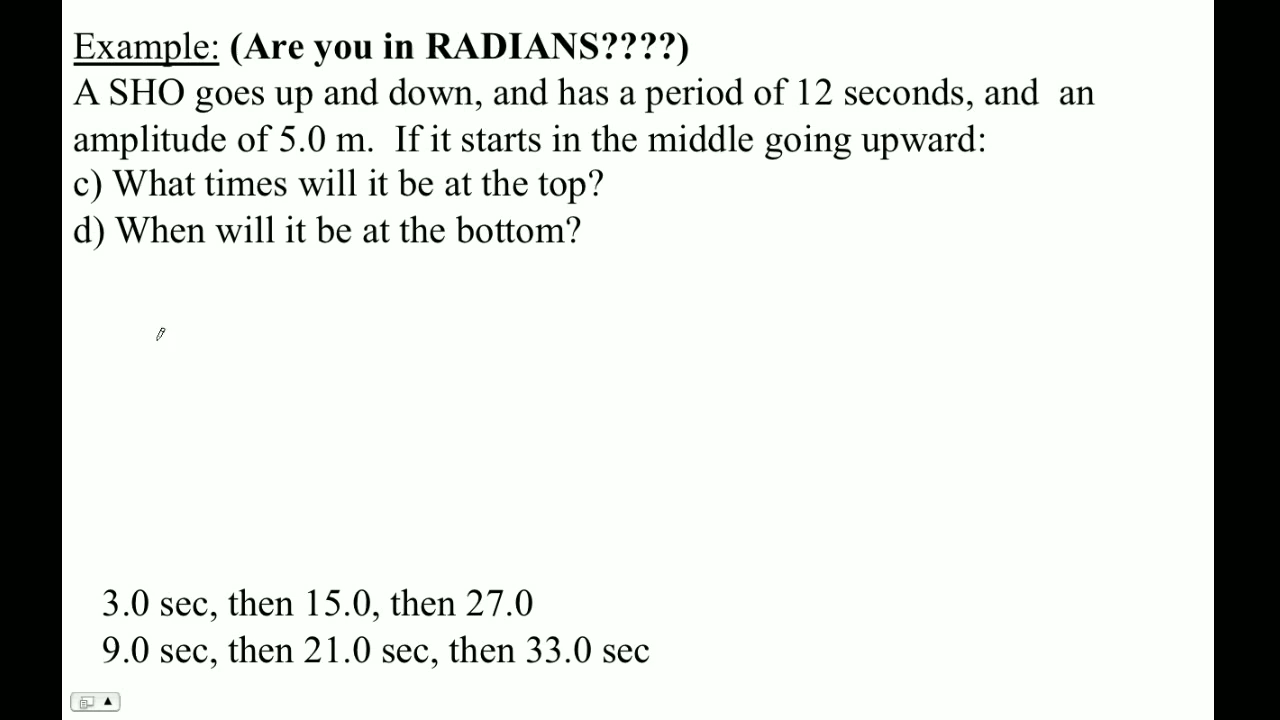 Example: (Are you in RADIANS????)
A SHO goes up and down, and has a period of 12 seconds, and an
amplitude of 5.0 m. If it starts in the middle going upward:
c) What times will it be at the top?
d) When will it be at the bottom?
3.0 sec, then 15.0, then 27.0
9.0 sec, then 21.0 sec, then 33.0 sec